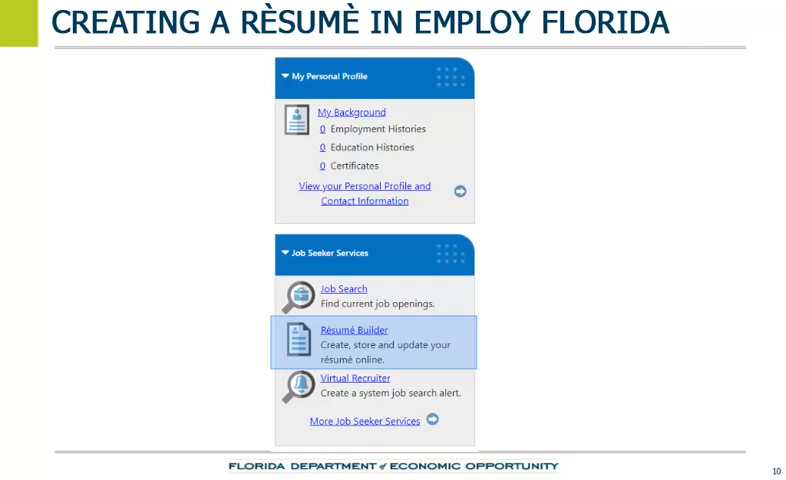 CREATING A RÈSUMÈ IN EMPLOY FLORIDA
My Personal Profile
My Background
0 Employment Histories
0 Education Histories
0 Certificates
View your Personal Profile and
Contact Information
Job Seeker Services
Job Search
Find current job openings.
Résumé Builder
Create, store and update your
résumé online.
Virtual Recruiter
Create a system job search alert.
More Job Seeker Services
FLORIDA DEPARTMENT of ECONOMIC OPPORTUNITY
10